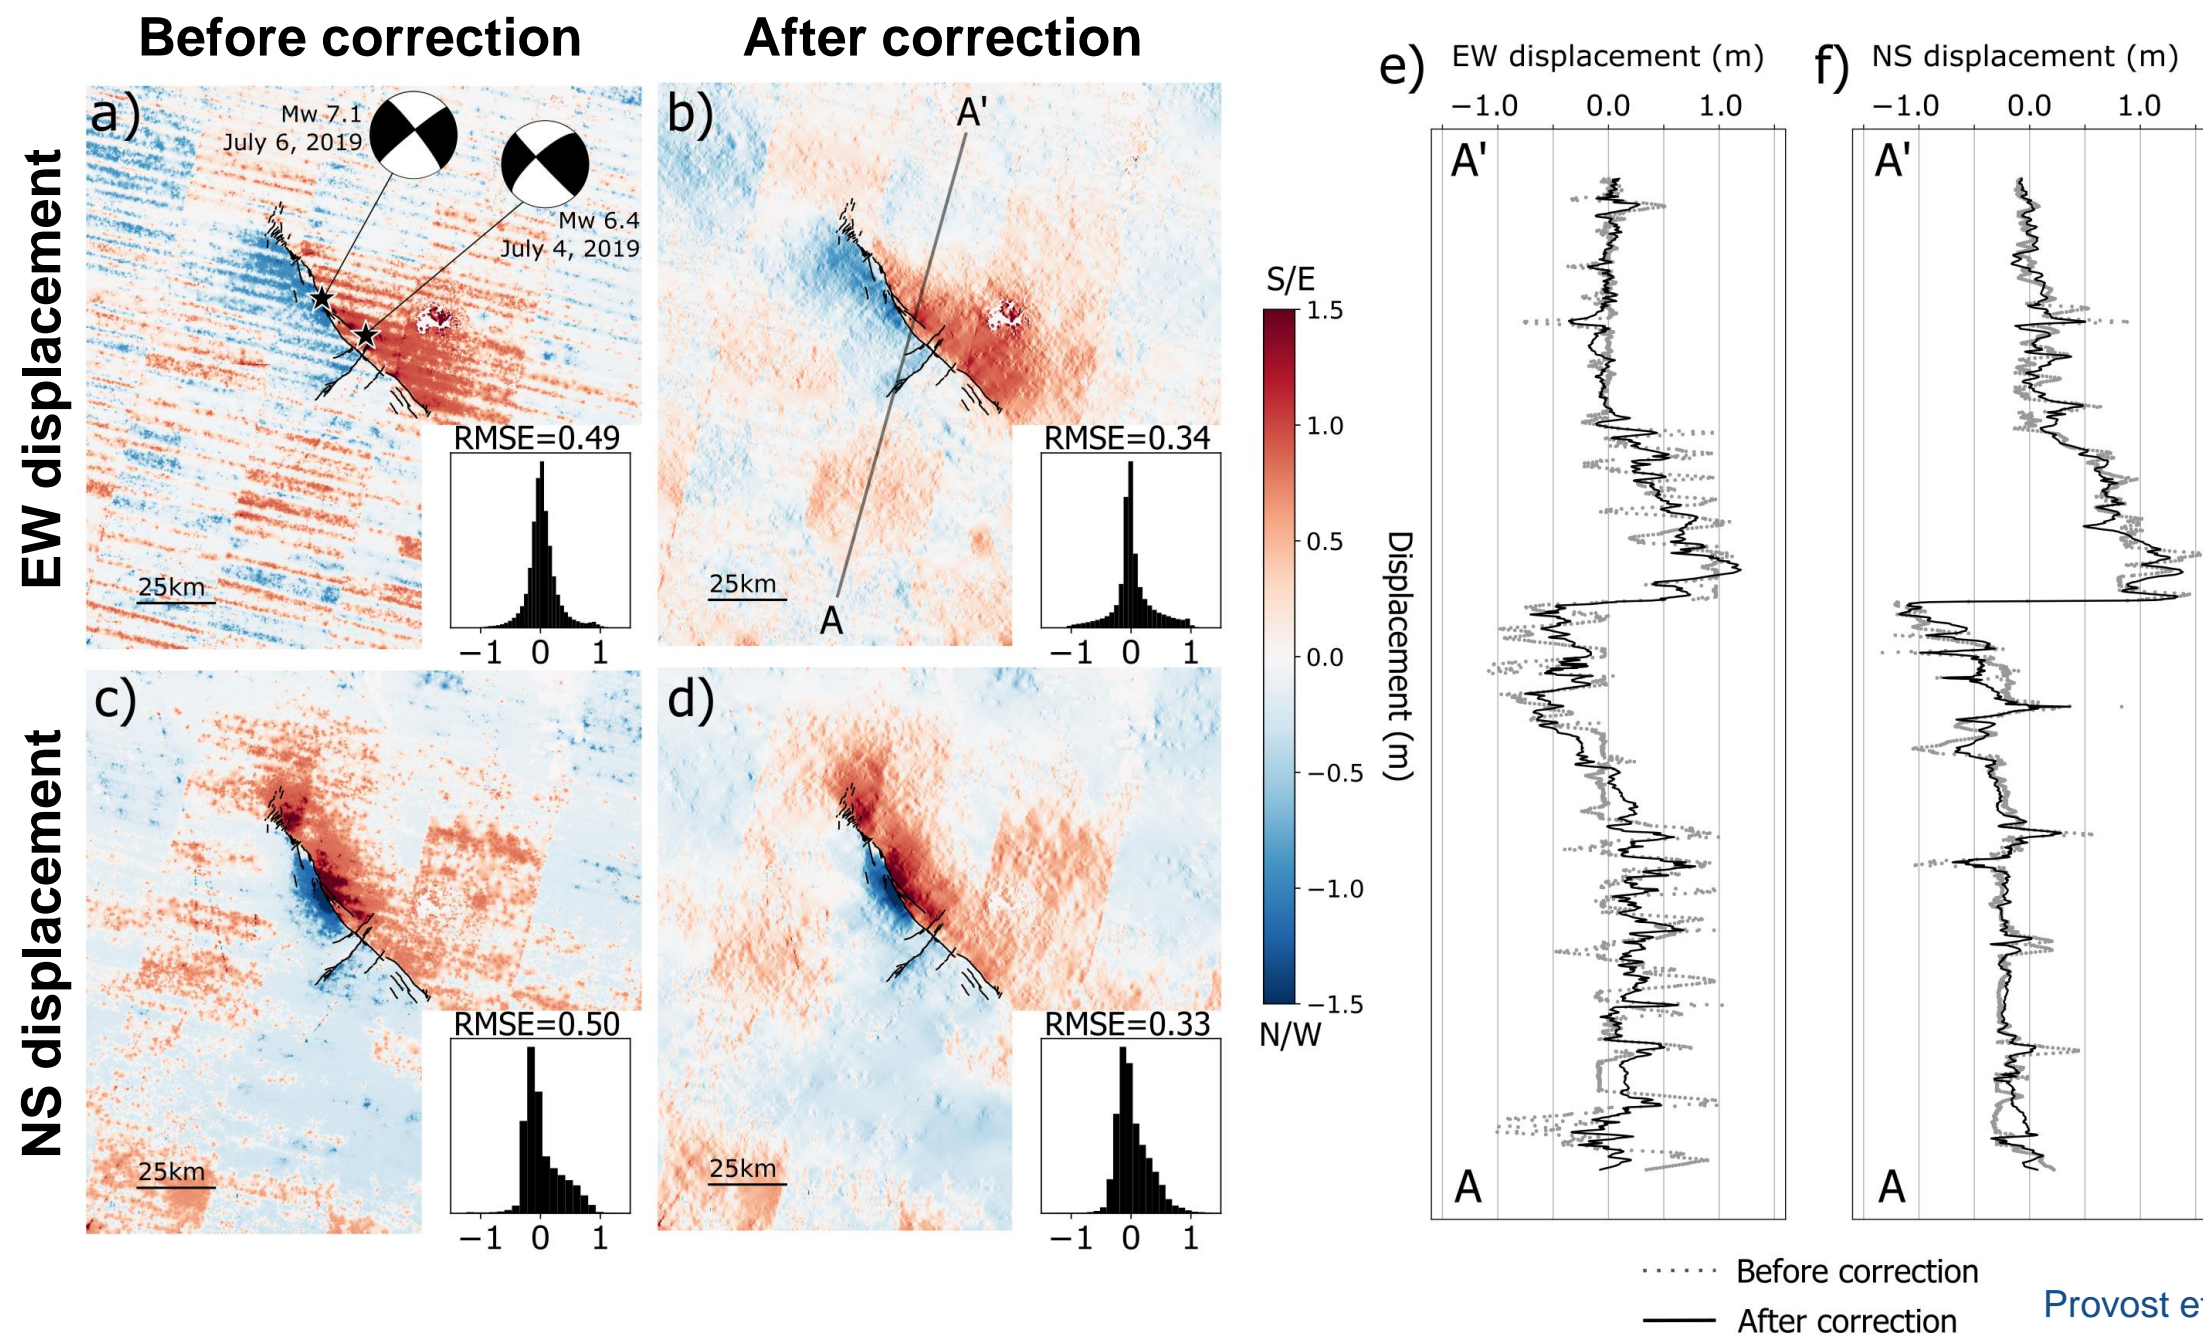 Before correction
After correction
EW displacement
NS displacement
a)
Mw 7.1
July 6, 2019
Mw 6.4
July 4, 2019
25km
RMSE=0.49
−1 0 1
b)
A'
A
25km
RMSE=0.34
−1 0 1
c)
25km
RMSE=0.50
−1 0 1
d)
25km
RMSE=0.33
−1 0 1
S/E
1.5
1.0
0.5
0.0
−0.5
−1.0
−1.5
N/W
Displacement (m)
e)
EW displacement (m)
−1.0 0.0 1.0
A'
A
f)
NS displacement (m)
−1.0 0.0 1.0
A'
A
Before correction
After correction
Provost